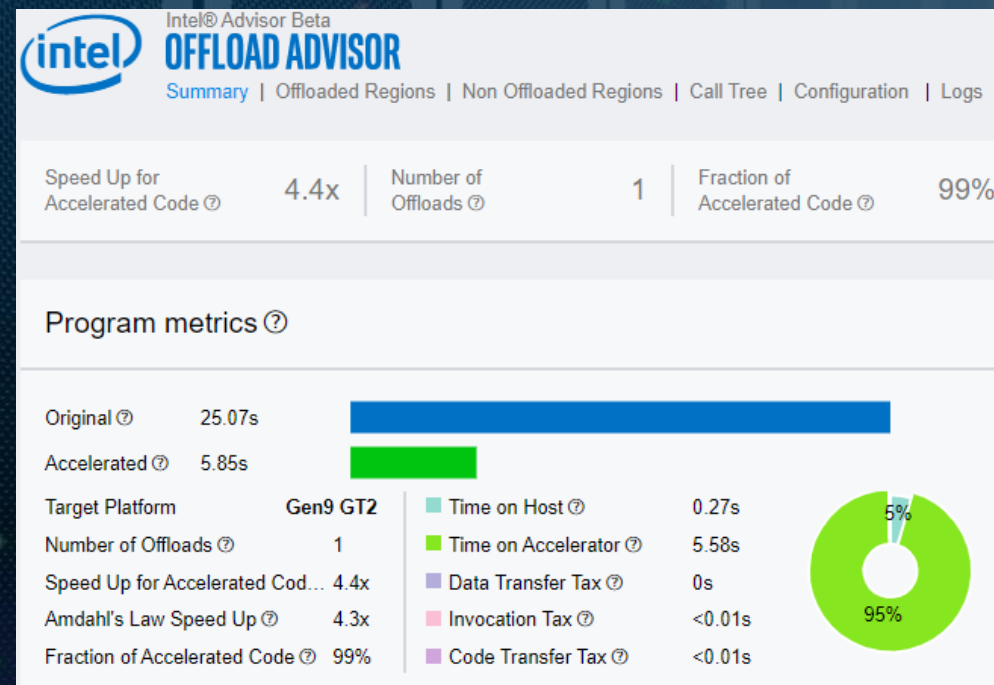 Intel® Advisor Beta
intel OFFLOAD ADVISOR
Summary | Offloaded Regions | Non Offloaded Regions | Call Tree | Configuration | Logs
Speed Up for Accelerated Code ? 4.4x
Number of Offloads ? 1
Fraction of Accelerated Code ? 99%
Program metrics ?
Original ? 25.07s
Accelerated ? 5.85s
Target Platform Gen9 GT2
Number of Offloads ? 1
Speed Up for Accelerated Cod... 4.4x
Amdahl's Law Speed Up ? 4.3x
Fraction of Accelerated Code ? 99%
Time on Host ? 0.27s
Time on Accelerator ? 5.58s
Data Transfer Tax ? 0s
Invocation Tax ? <0.01s
Code Transfer Tax ? <0.01s
5%
95%